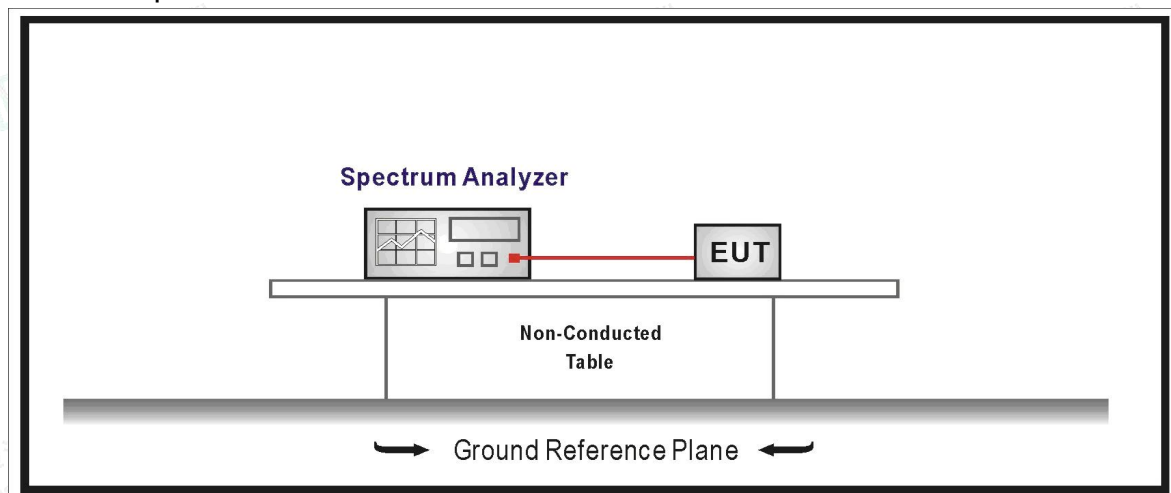 Spectrum Analyzer
EUT
Non-Conducted
Table
Ground Reference Plane